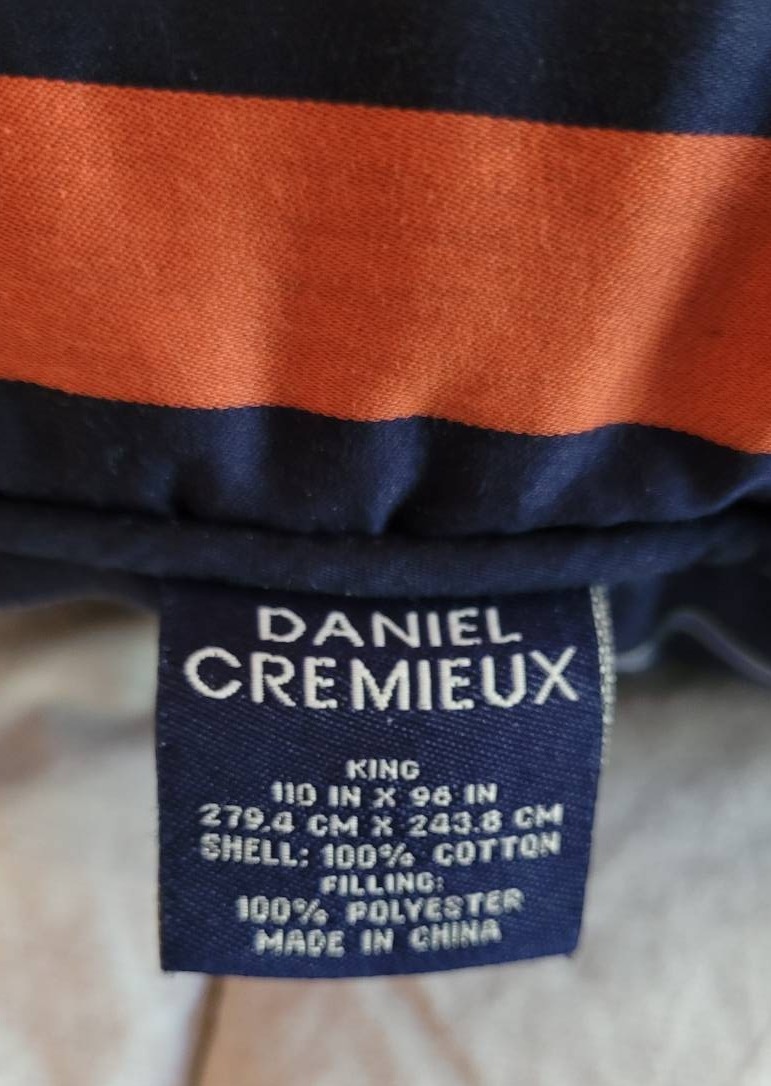 DANIEL
CREMIEUX
KING
110 IN X 96 IN
279.4 CM X 243.8 CM
SHELL: 100% COTTON
FILLING:
100% POLYESTER
MADE IN CHINA